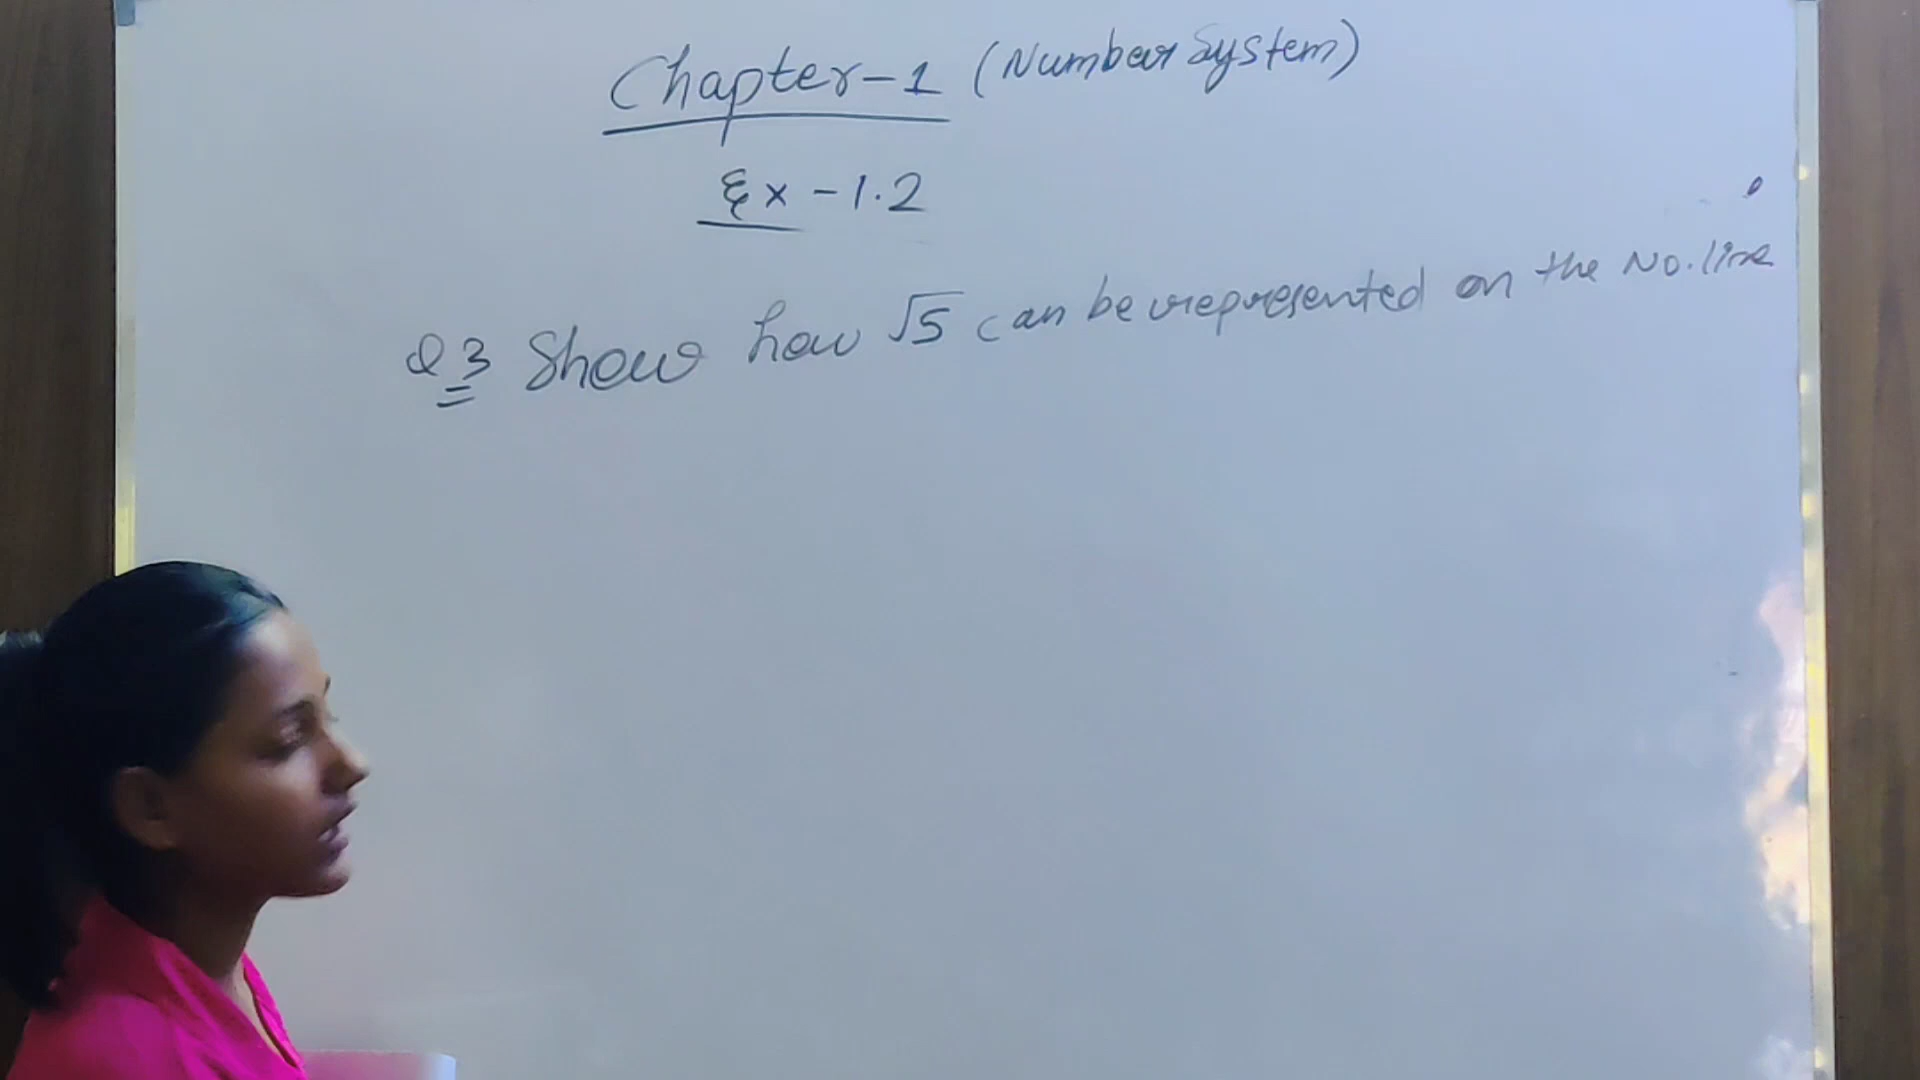 Chapter-1 (Number System)
Ex-1.2
Q3 Show how √5 can be represented on the No. line